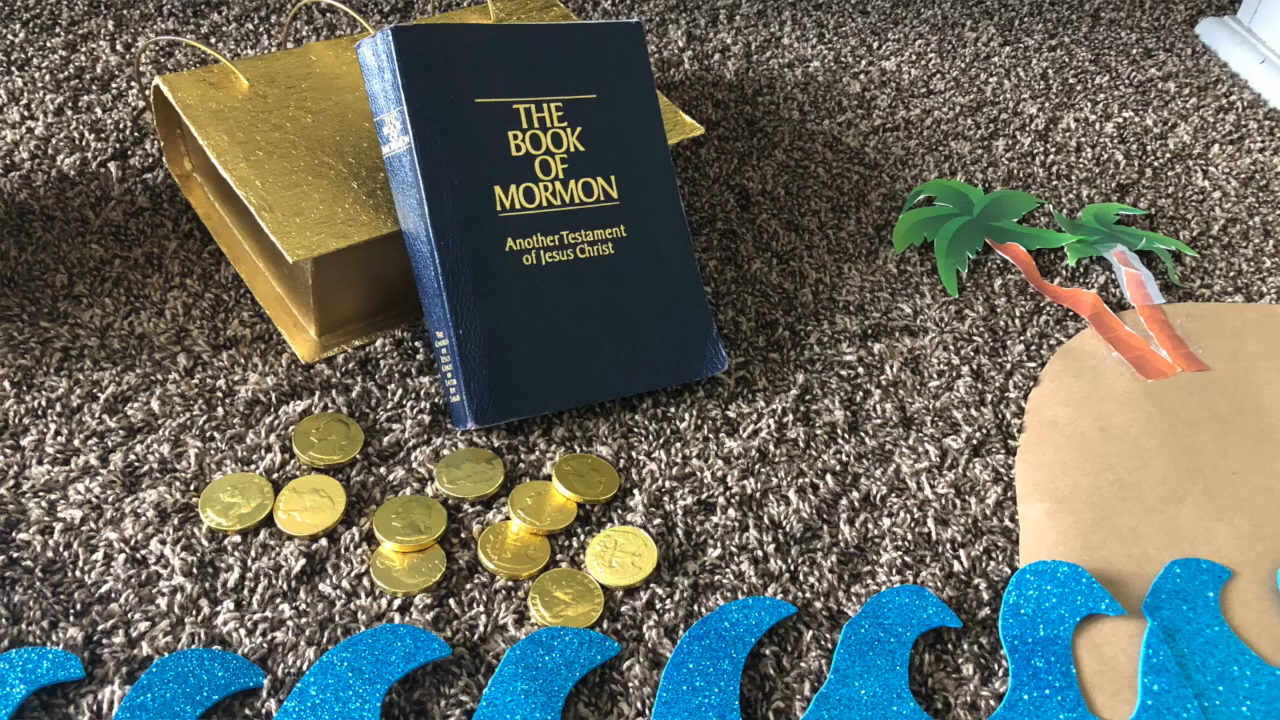 THE
BOOK
OF
MORMON
Another Testament
of Jesus Christ